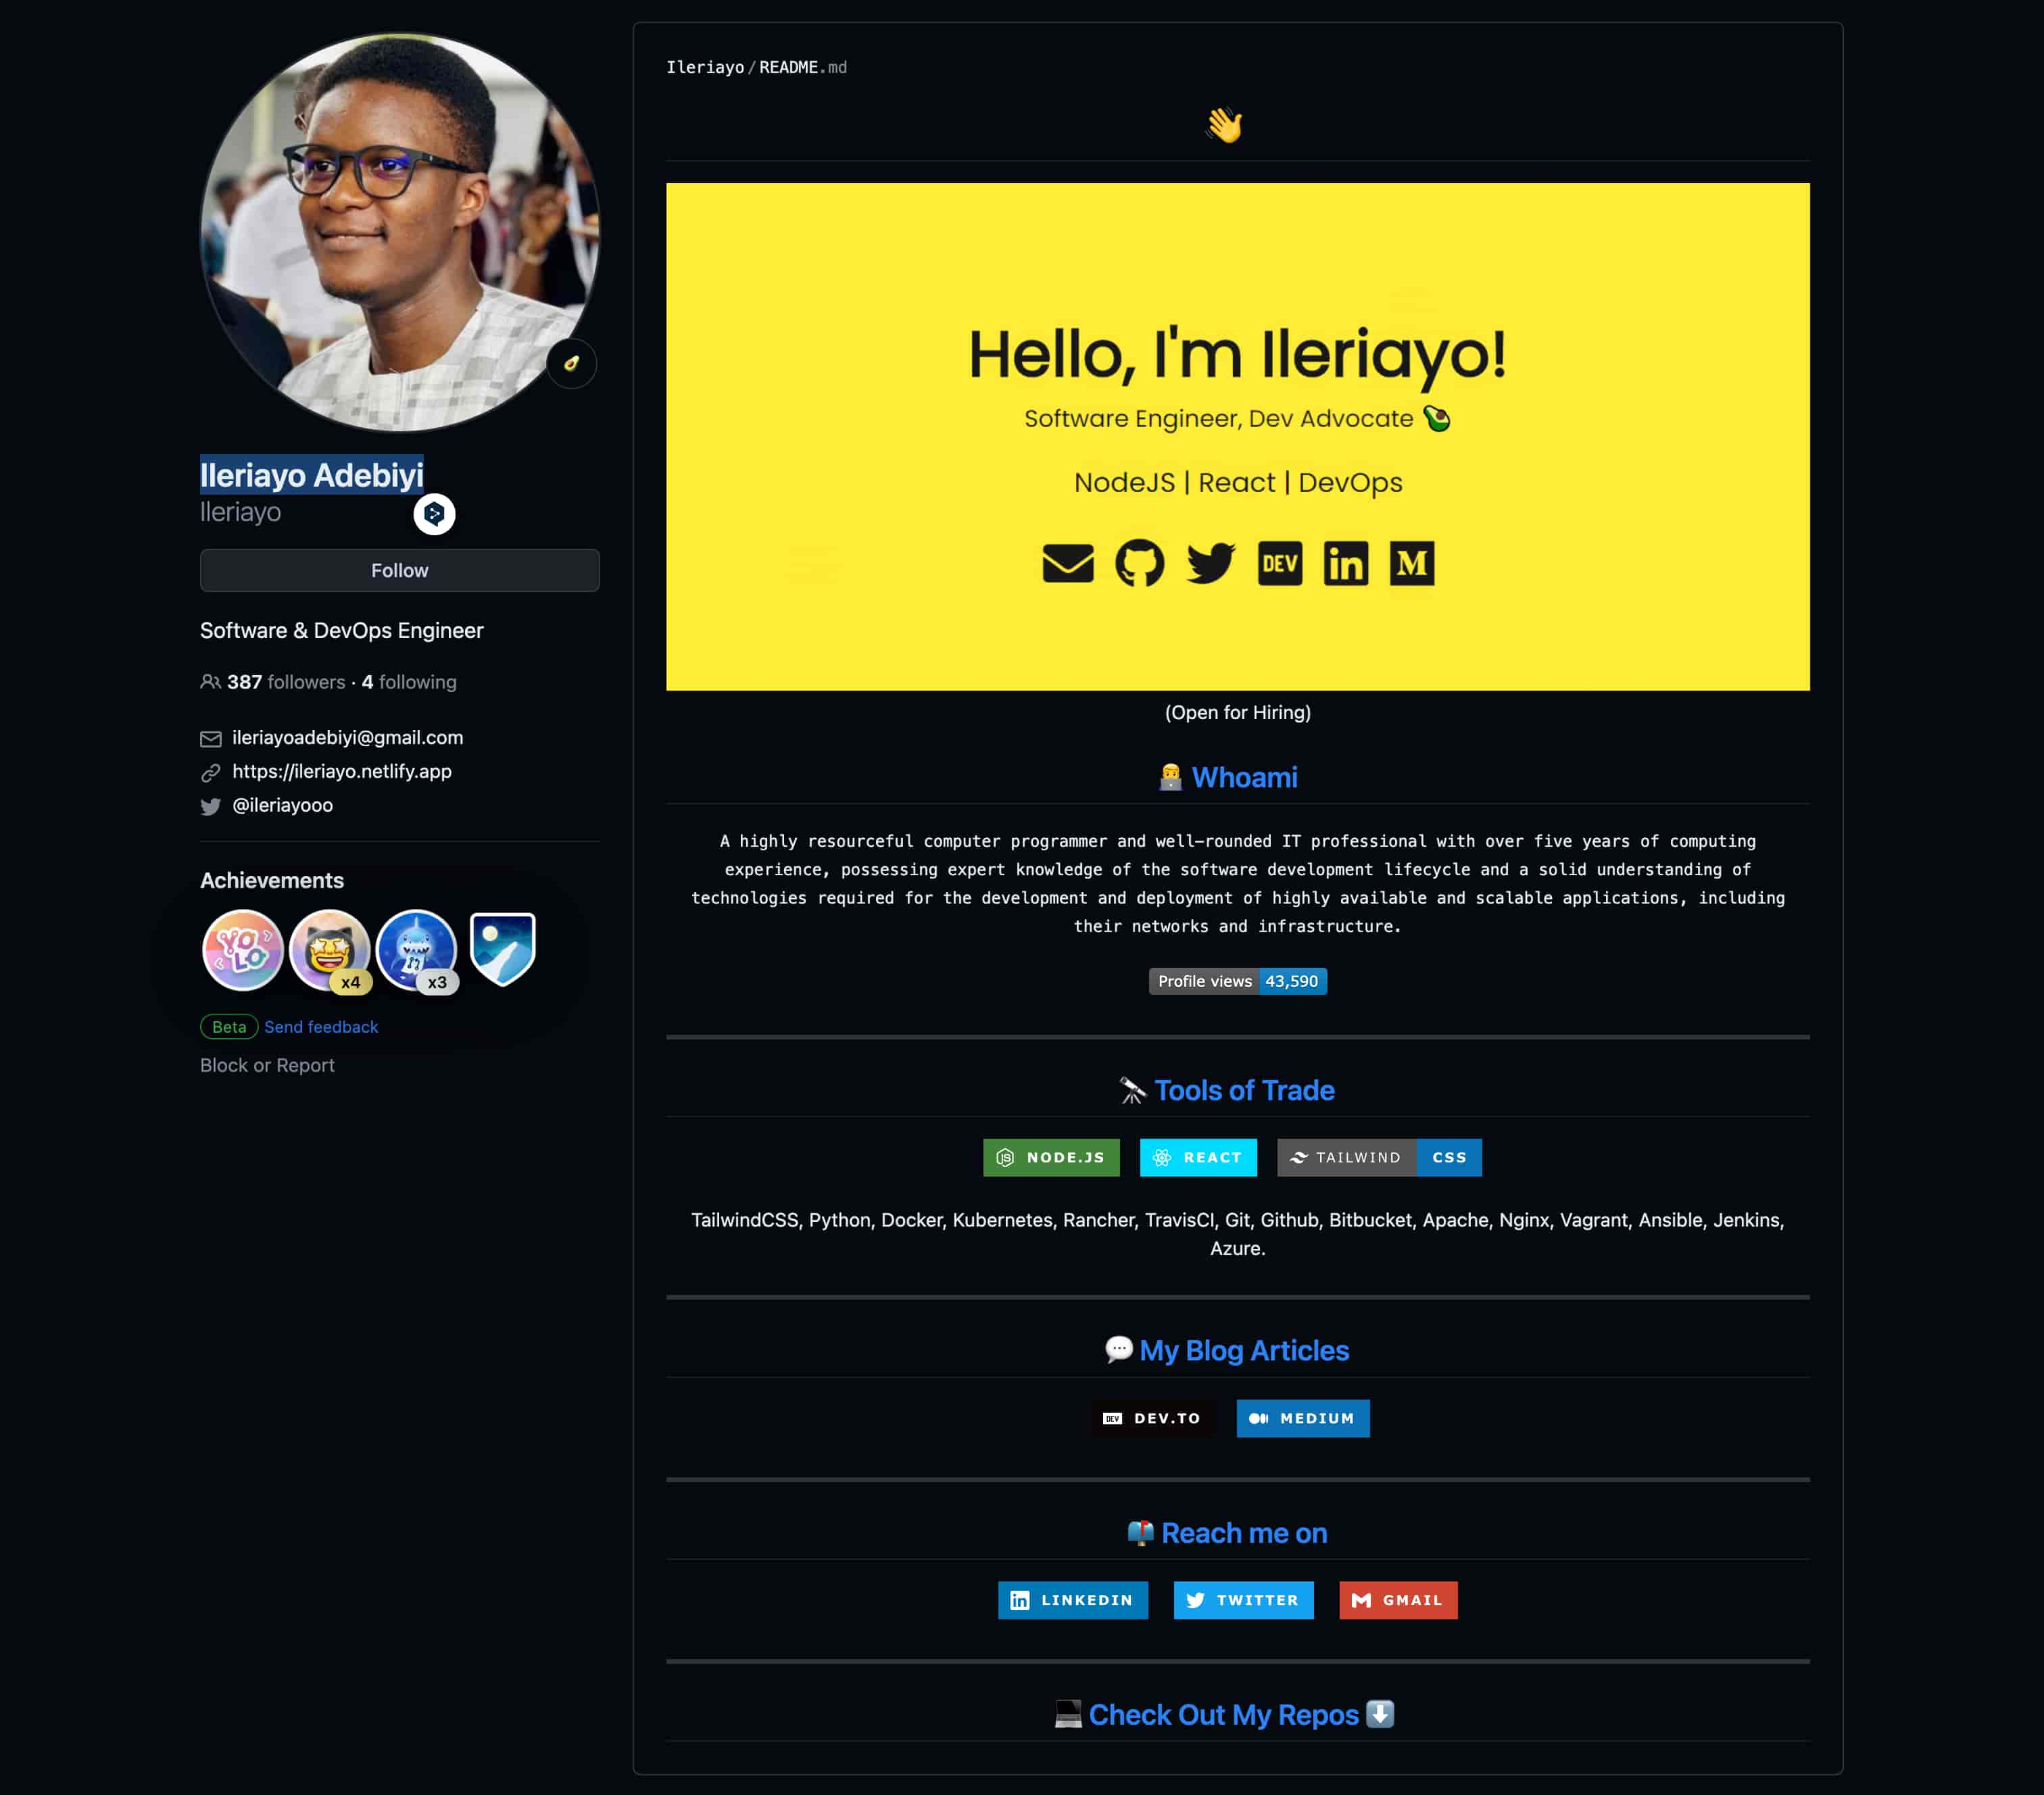 Ileriayo Adebiyi
Ileriayo
Follow
Software & DevOps Engineer
387 followers · 4 following
ileriayoadebiyi@gmail.com
https://ileriayo.netlify.app
@ileriayooo
Achievements
YOLO
x4
x3
Beta Send feedback
Block or Report
Ileriayo/README.md
Hello, I'm Ileriayo!
Software Engineer, Dev Advocate 🥑
NodeJS | React | DevOps
DEV in M
(Open for Hiring)
Whoami
A highly resourceful computer programmer and well-rounded IT professional with over five years of computing
experience, possessing expert knowledge of the software development lifecycle and a solid understanding of
technologies required for the development and deployment of highly available and scalable applications, including
their networks and infrastructure.
Profile views 43,590
Tools of Trade
NODE.JS REACT TAILWIND CSS
TailwindCSS, Python, Docker, Kubernetes, Rancher, TravisCI, Git, Github, Bitbucket, Apache, Nginx, Vagrant, Ansible, Jenkins,
Azure.
My Blog Articles
DEV DEV.TO MEDIUM
Reach me on
in LINKEDIN TWITTER M GMAIL
Check Out My Repos